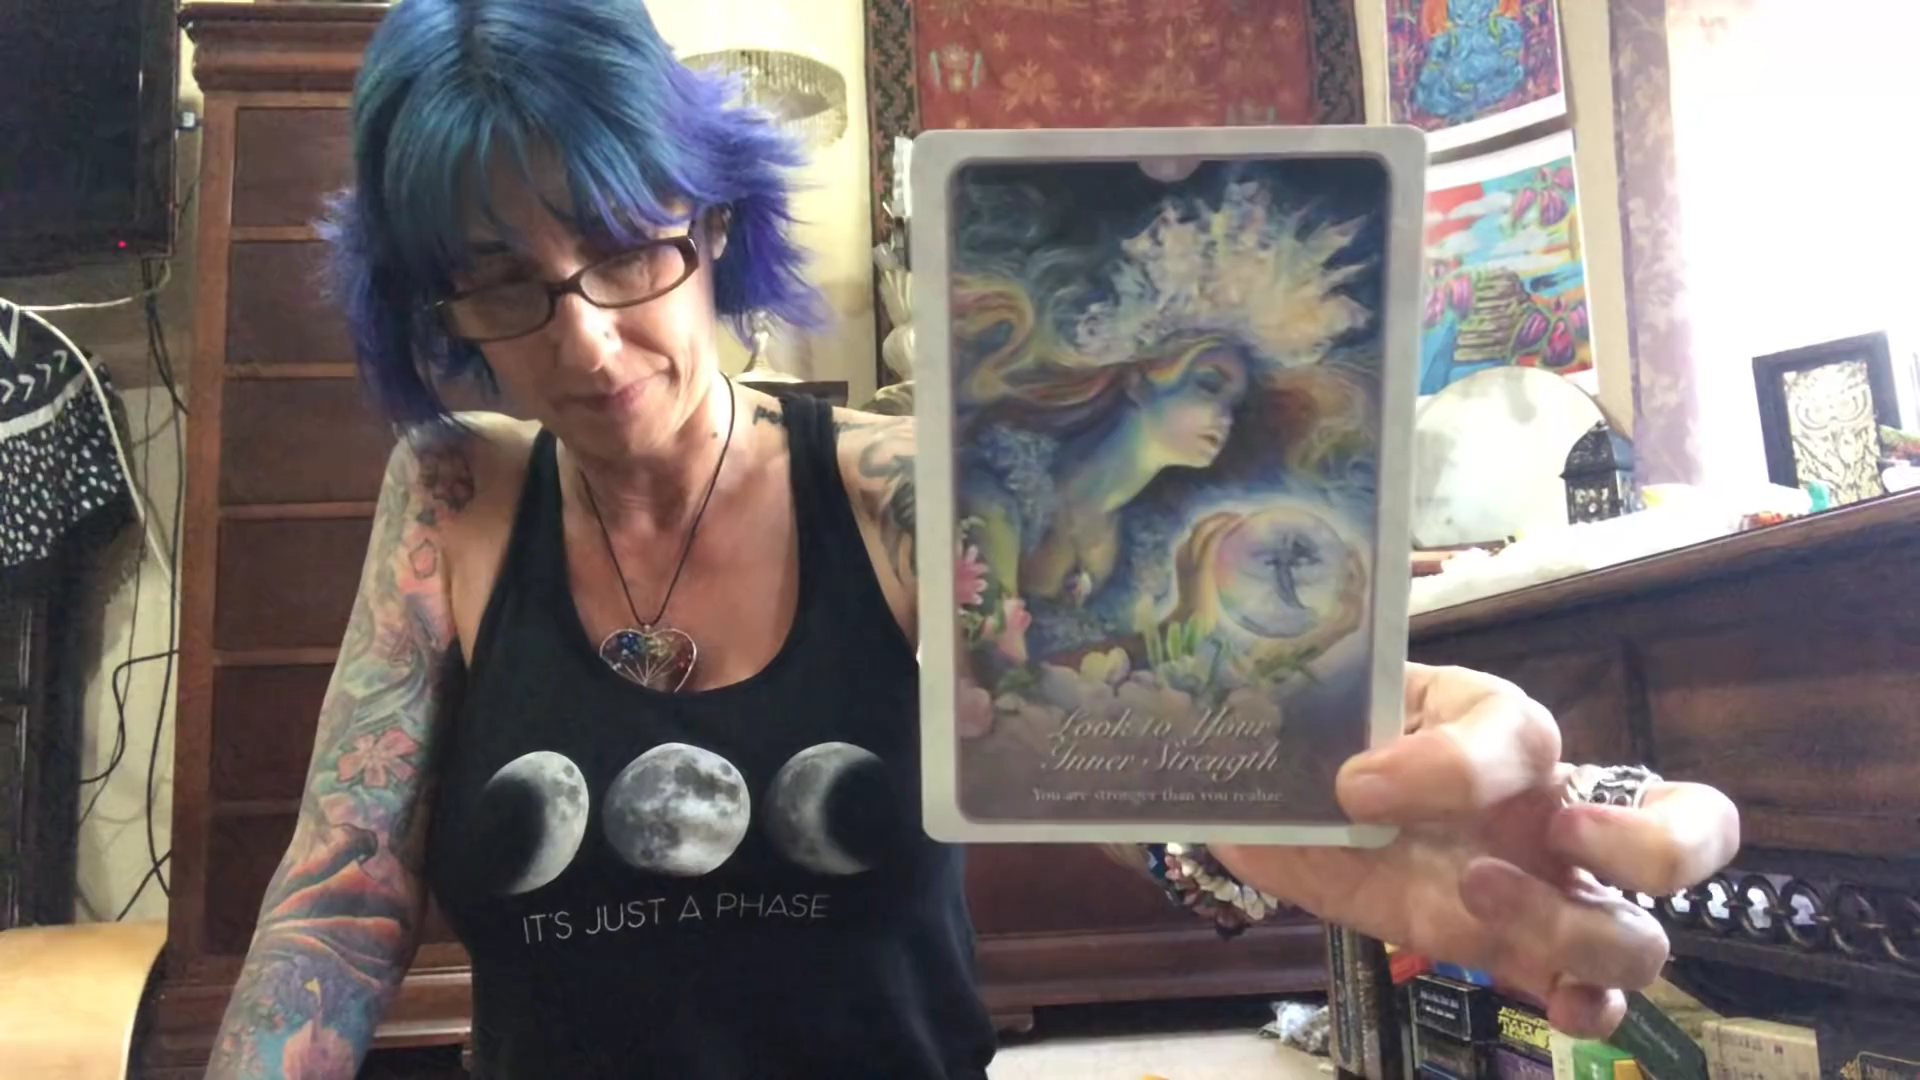 Look to Your
Inner Strength
You are stronger than you realize.
IT'S JUST A PHASE